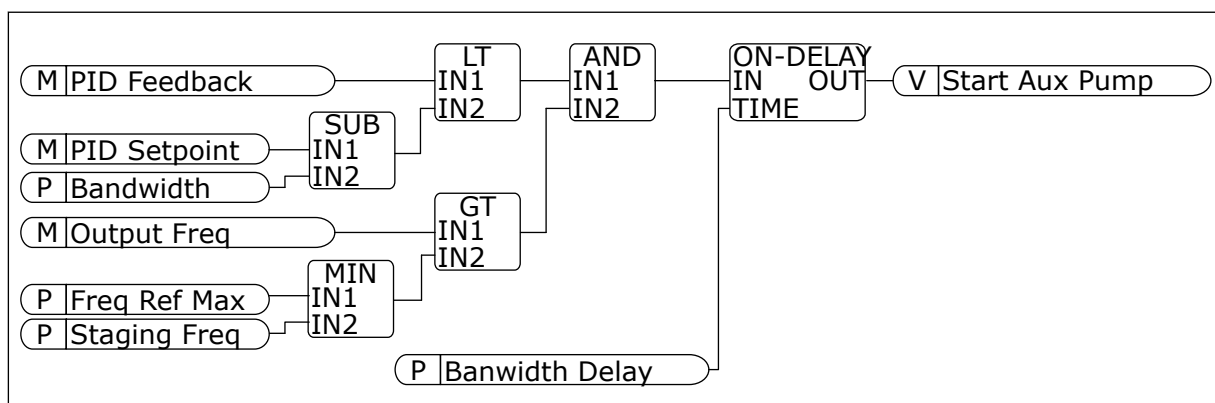 LT
AND
ON-DELAY
M PID Feedback
IN1
IN1
IN OUT
V Start Aux Pump
IN2
IN2
TIME
SUB
M PID Setpoint
IN1
P Bandwidth
IN2
GT
M Output Freq
IN1
IN2
MIN
P Freq Ref Max
IN1
P Staging Freq
IN2
P Banwidth Delay